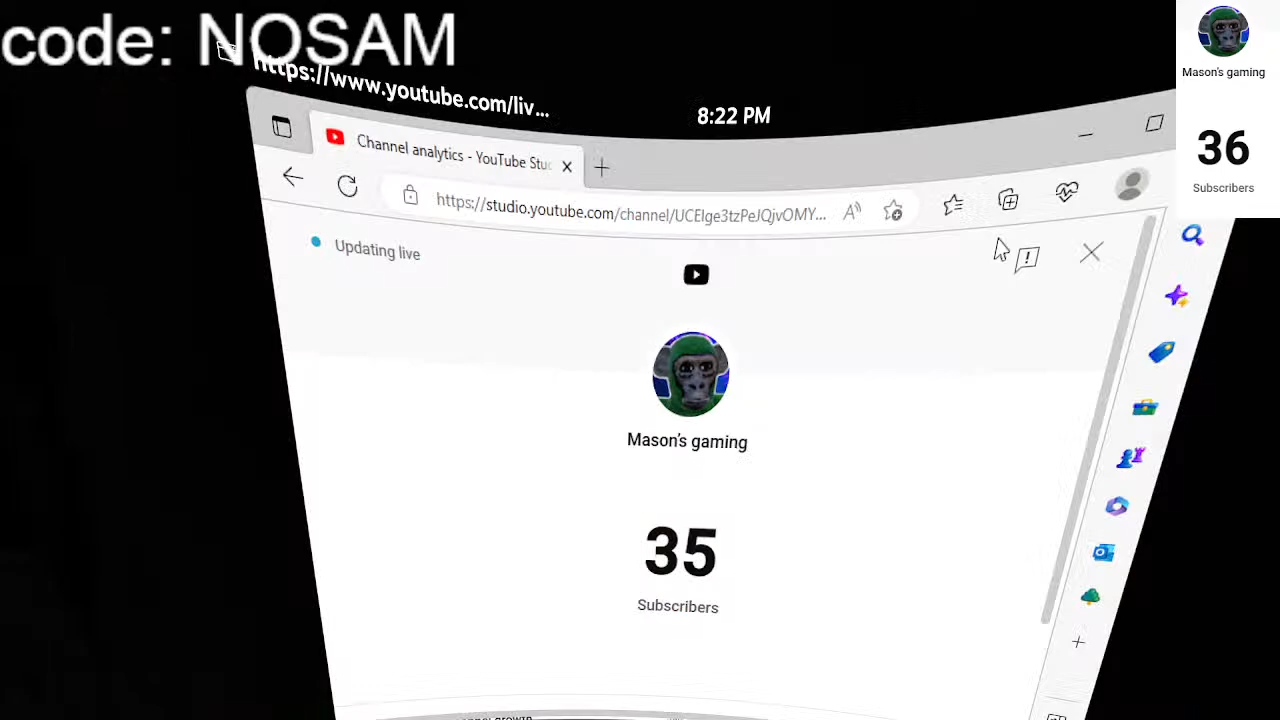 code: NOSAM
https://www.youtube.com/liv...
8:22 PM
Mason's gaming
36
Subscribers
Channel analytics - YouTube Stu
https://studio.youtube.com/channel/UCEIge3tzPeJQjvOMY...
Updating live
Mason's gaming
35
Subscribers